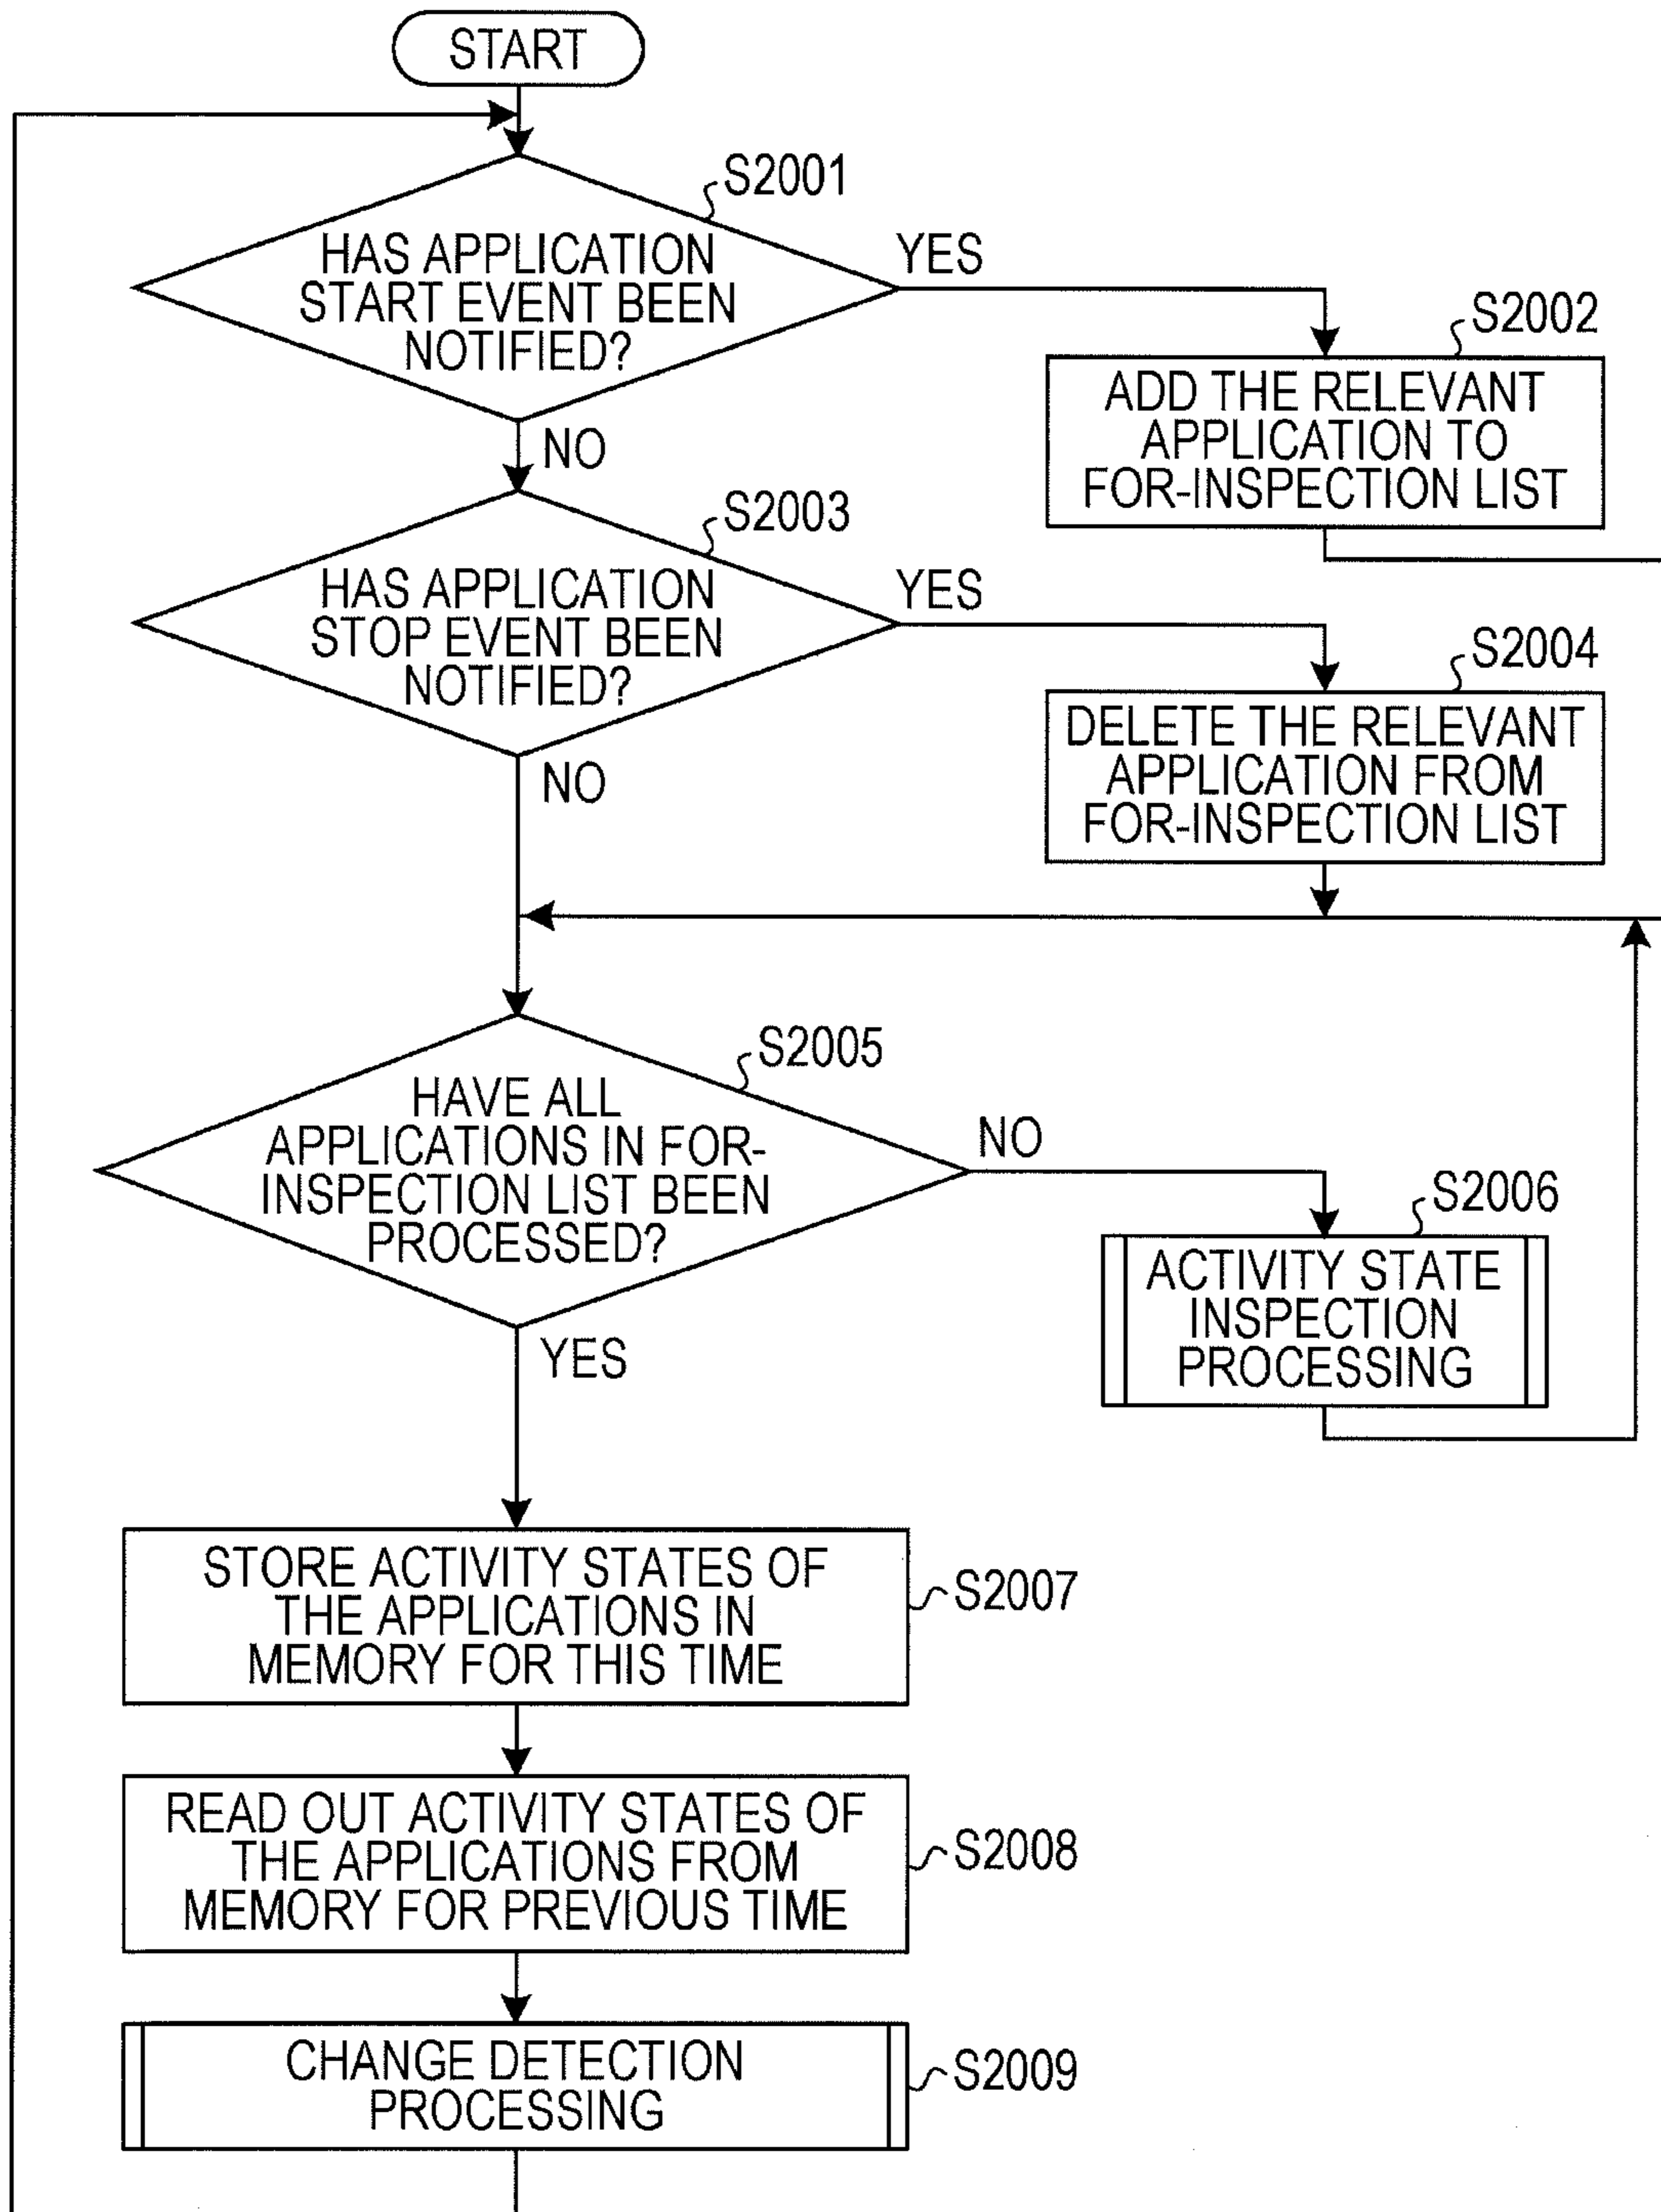 START
S2001
HAS APPLICATION
START EVENT BEEN
NOTIFIED?
YES
NO
S2002
ADD THE RELEVANT
APPLICATION TO
FOR-INSPECTION LIST
S2003
HAS APPLICATION
STOP EVENT BEEN
NOTIFIED?
YES
NO
S2004
DELETE THE RELEVANT
APPLICATION FROM
FOR-INSPECTION LIST
S2005
HAVE ALL
APPLICATIONS IN FOR-
INSPECTION LIST BEEN
PROCESSED?
NO
YES
S2006
ACTIVITY STATE
INSPECTION
PROCESSING
STORE ACTIVITY STATES OF
THE APPLICATIONS IN
MEMORY FOR THIS TIME
S2007
READ OUT ACTIVITY STATES OF
THE APPLICATIONS FROM
MEMORY FOR PREVIOUS TIME
S2008
CHANGE DETECTION
PROCESSING
S2009